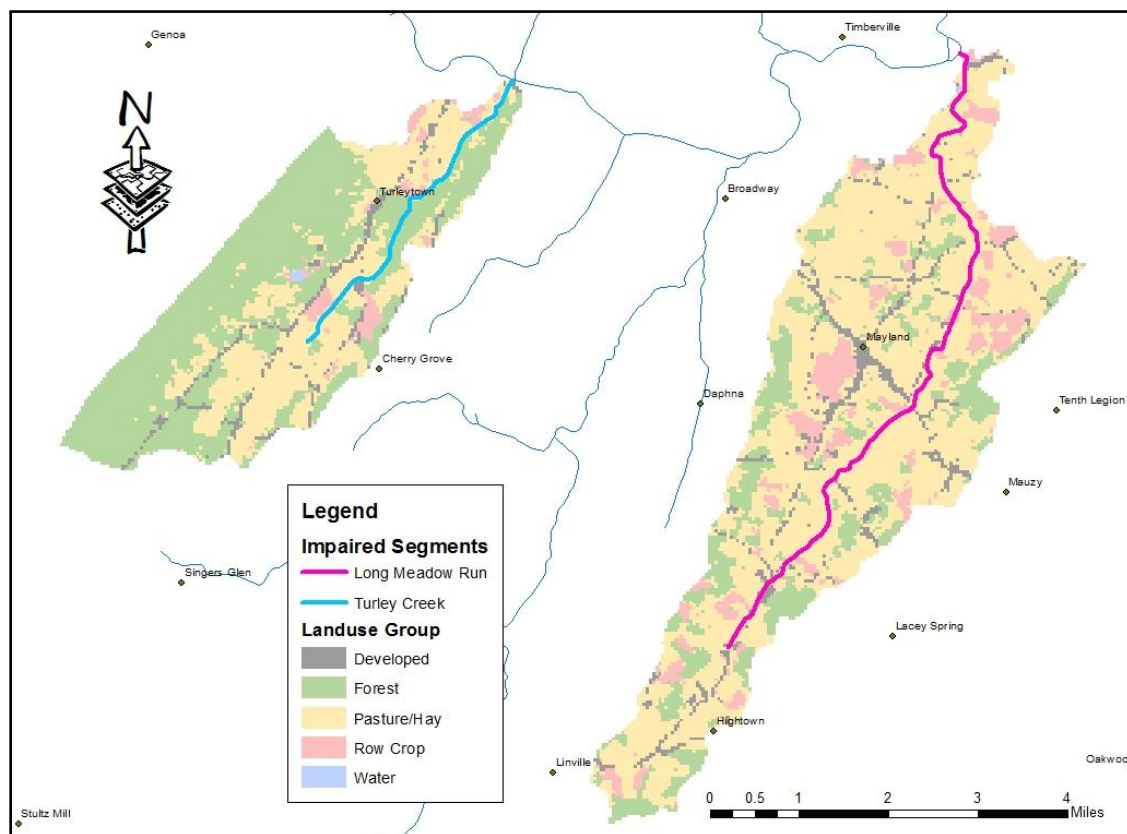 Timberville
Genoa
N
Turleytown
Broadway
Mayland
Cherry Grove
Daphna
Tenth Legion
Mauzy
Legend
Impaired Segments
Long Meadow Run
Turley Creek
Landuse Group
Developed
Forest
Pasture/Hay
Row Crop
Water
Singers Glen
Lacey Spring
Hightown
Linville
Oakwoo
0 0.5 1 2 3 4
Miles
Stultz Mill